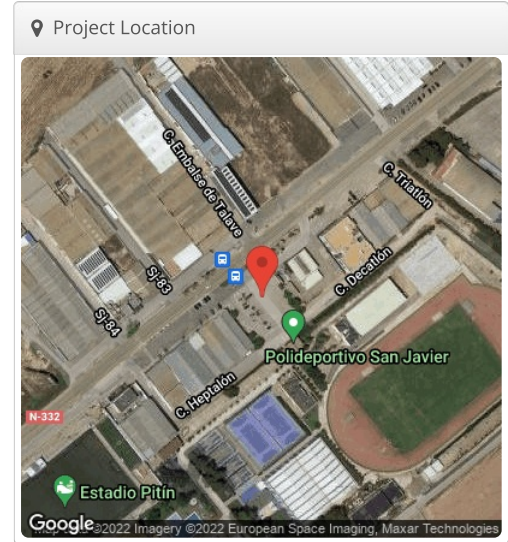 Project Location
C. Embalse de Talave
C. Triatlón
SJ-83
C. Decatlón
SJ-84
Polideportivo San Javier
C. Heptalón
N-332
Estadio Pitín
Google
©2022 Imagery ©2022 European Space Imaging, Maxar Technologies